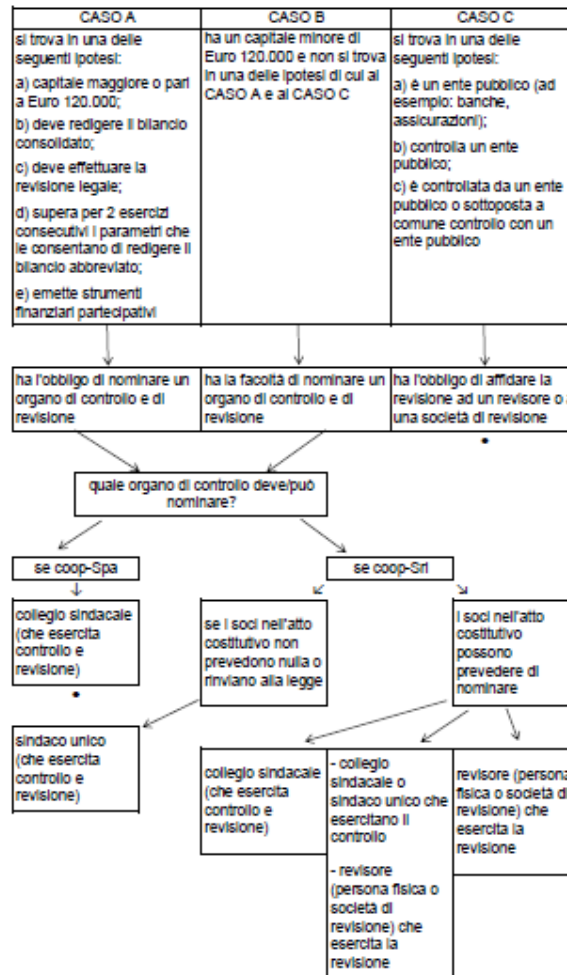 CASO A
si trova in una delle
seguenti ipotesi:
a) capitale maggiore o pari
a Euro 120.000;
b) deve redigere il bilancio
consolidato;
c) deve effettuare la
revisione legale;
d) supera per 2 esercizi
consecutivi i parametri che
le consentano di redigere il
bilancio abbreviato;
e) emette strumenti
finanziari partecipativi
CASO B
ha un capitale minore di
Euro 120.000 e non si trova
in una delle ipotesi di cui al
CASO A e al CASO C
CASO C
si trova in una delle
seguenti ipotesi:
a) è un ente pubblico (ad
esempio: banche,
assicurazioni);
b) controlla un ente
pubblico;
c) è controllata da un ente
pubblico o sottoposta a
comune controllo con un
ente pubblico
ha l'obbligo di nominare un
organo di controllo e di
revisione
ha la facoltà di nominare un
organo di controllo e di
revisione
ha l'obbligo di affidare la
revisione ad un revisore o a
una società di revisione
quale organo di controllo deve/può
nominare?
se coop-Spa
se coop-Srl
collegio sindacale
(che esercita
controllo e
revisione)
se i soci nell'atto
costitutivo non
prevedono nulla o
rinviano alla legge
i soci nell'atto
costitutivo
possono
prevedere di
nominare
sindaco unico
(che esercita
controllo e
revisione)
collegio sindacale
(che esercita
controllo e
revisione)
- collegio
sindacale o
sindaco unico che
esercitano il
controllo
- revisore
(persona fisica o
società di
revisione) che
esercita la
revisione
revisore (persona
fisica o società di
revisione) che
esercita la
revisione